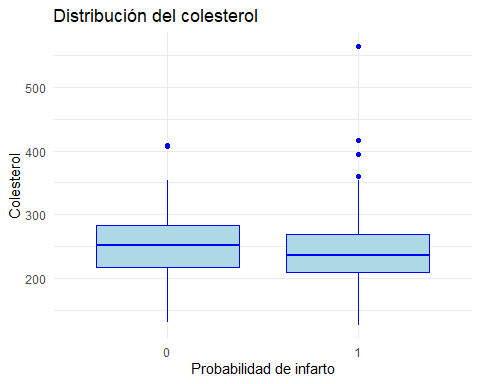 Distribución del colesterol
Colesterol
500
400
300
200
0
1
Probabilidad de infarto